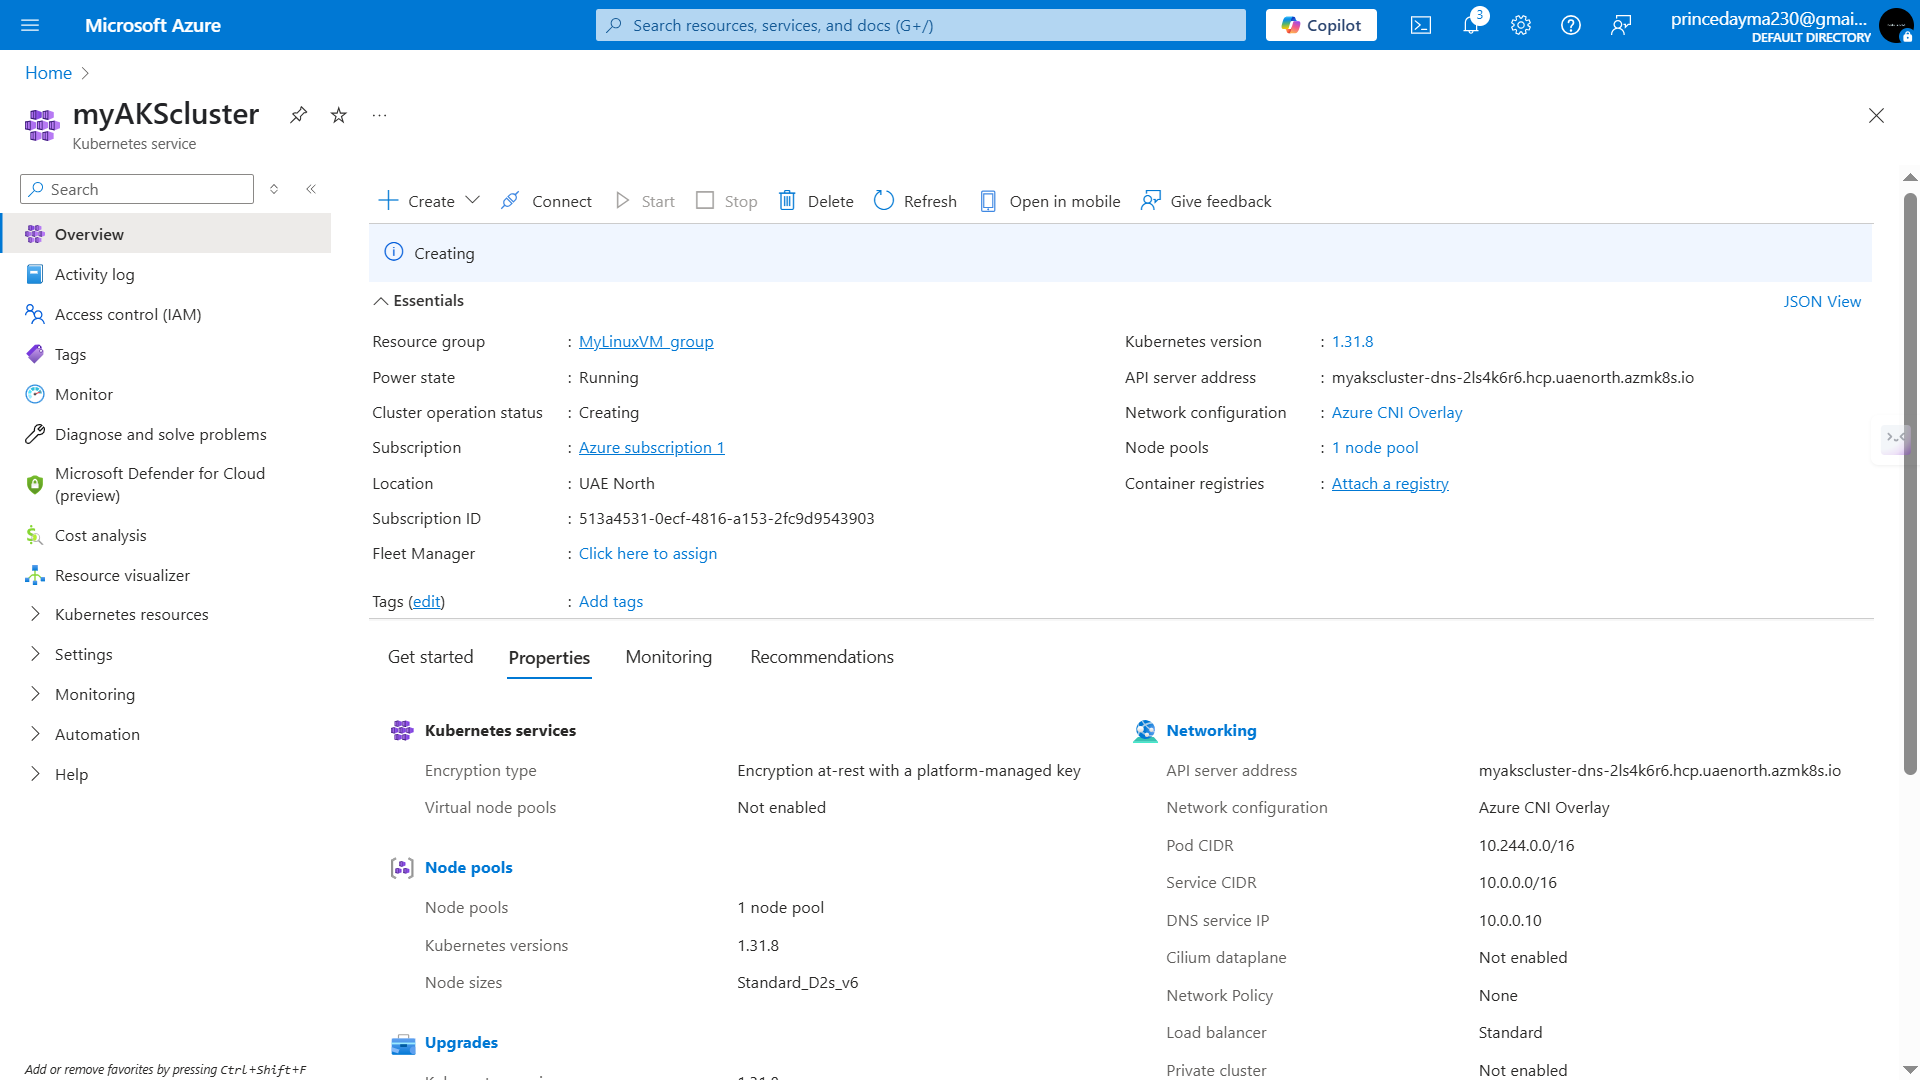 Microsoft Azure
Search resources, services, and docs (G+/)
Copilot
3
princedayma230@gmai...
DEFAULT DIRECTORY
Home
myAKScluster
Kubernetes service
Search
Overview
Activity log
Access control (IAM)
Tags
Monitor
Diagnose and solve problems
Microsoft Defender for Cloud
(preview)
Cost analysis
Resource visualizer
Kubernetes resources
Settings
Monitoring
Automation
Help
Add or remove favorites by pressing Ctrl+Shift+F
Create
Connect
Start
Stop
Delete
Refresh
Open in mobile
Give feedback
Creating
Essentials
JSON View
Resource group : MyLinuxVM_group
Power state : Running
Cluster operation status : Creating
Subscription : Azure subscription 1
Location : UAE North
Subscription ID : 513a4531-0ecf-4816-a153-2fc9d9543903
Fleet Manager : Click here to assign
Kubernetes version : 1.31.8
API server address : myakscluster-dns-2ls4k6r6.hcp.uaenorth.azmk8s.io
Network configuration : Azure CNI Overlay
Node pools : 1 node pool
Container registries : Attach a registry
Tags (edit) : Add tags
Get started
Properties
Monitoring
Recommendations
Kubernetes services
Encryption type Encryption at-rest with a platform-managed key
Virtual node pools Not enabled
Node pools
Node pools 1 node pool
Kubernetes versions 1.31.8
Node sizes Standard_D2s_v6
Upgrades
Networking
API server address myakscluster-dns-2ls4k6r6.hcp.uaenorth.azmk8s.io
Network configuration Azure CNI Overlay
Pod CIDR 10.244.0.0/16
Service CIDR 10.0.0.0/16
DNS service IP 10.0.0.10
Cilium dataplane Not enabled
Network Policy None
Load balancer Standard
Private cluster Not enabled